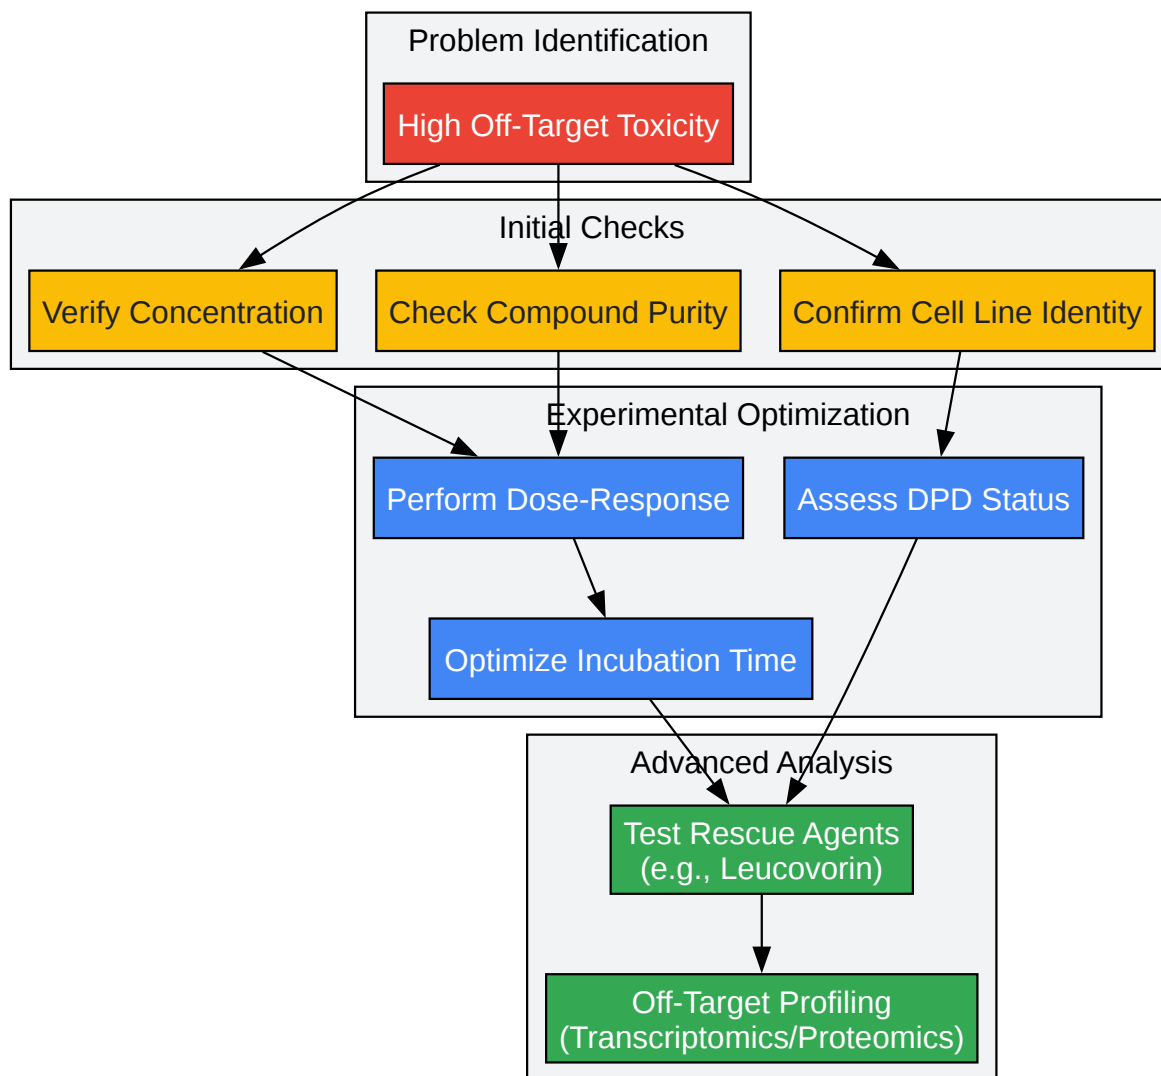 Problem Identification
High Off-Target Toxicity
Initial Checks
Verify Concentration
Check Compound Purity
Confirm Cell Line Identity
Experimental Optimization
Perform Dose-Response
Assess DPD Status
Optimize Incubation Time
Advanced Analysis
Test Rescue Agents
(e.g., Leucovorin)
Off-Target Profiling
(Transcriptomics/Proteomics)